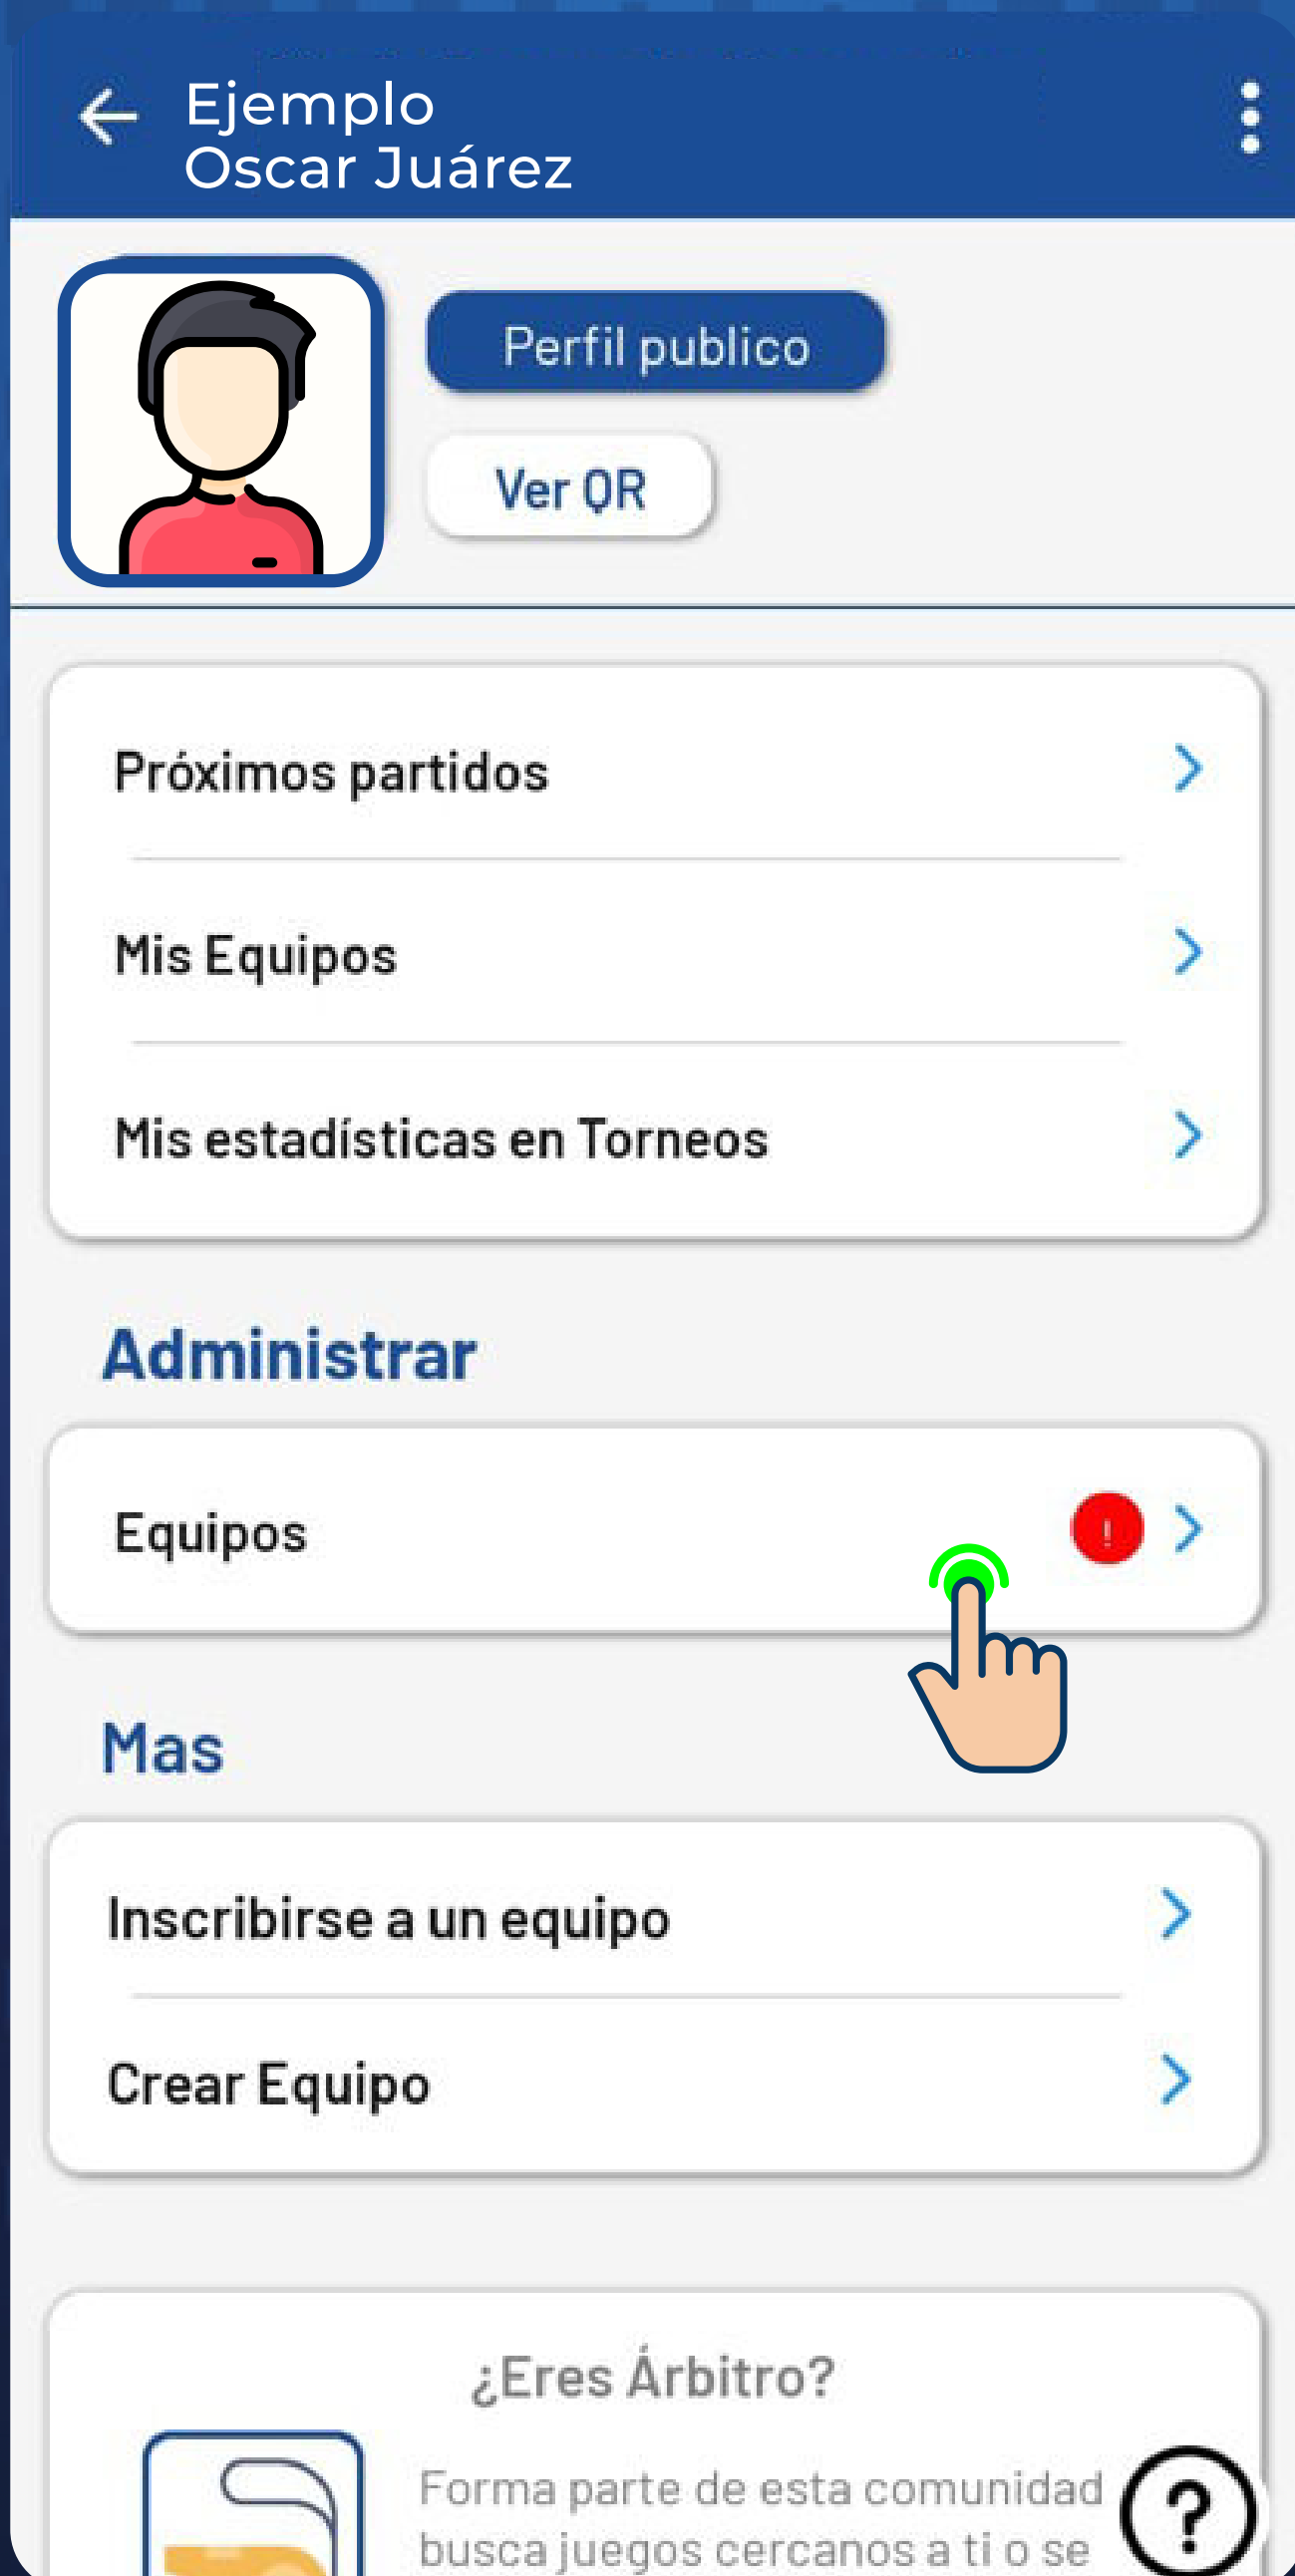 Ejemplo
Oscar Juárez
Perfil publico
Ver QR
Próximos partidos
Mis Equipos
Mis estadísticas en Torneos
Administrar
Equipos
!
Mas
Inscribirse a un equipo
Crear Equipo
¿Eres Árbitro?
Forma parte de esta comunidad
busca juegos cercanos a ti o se
?